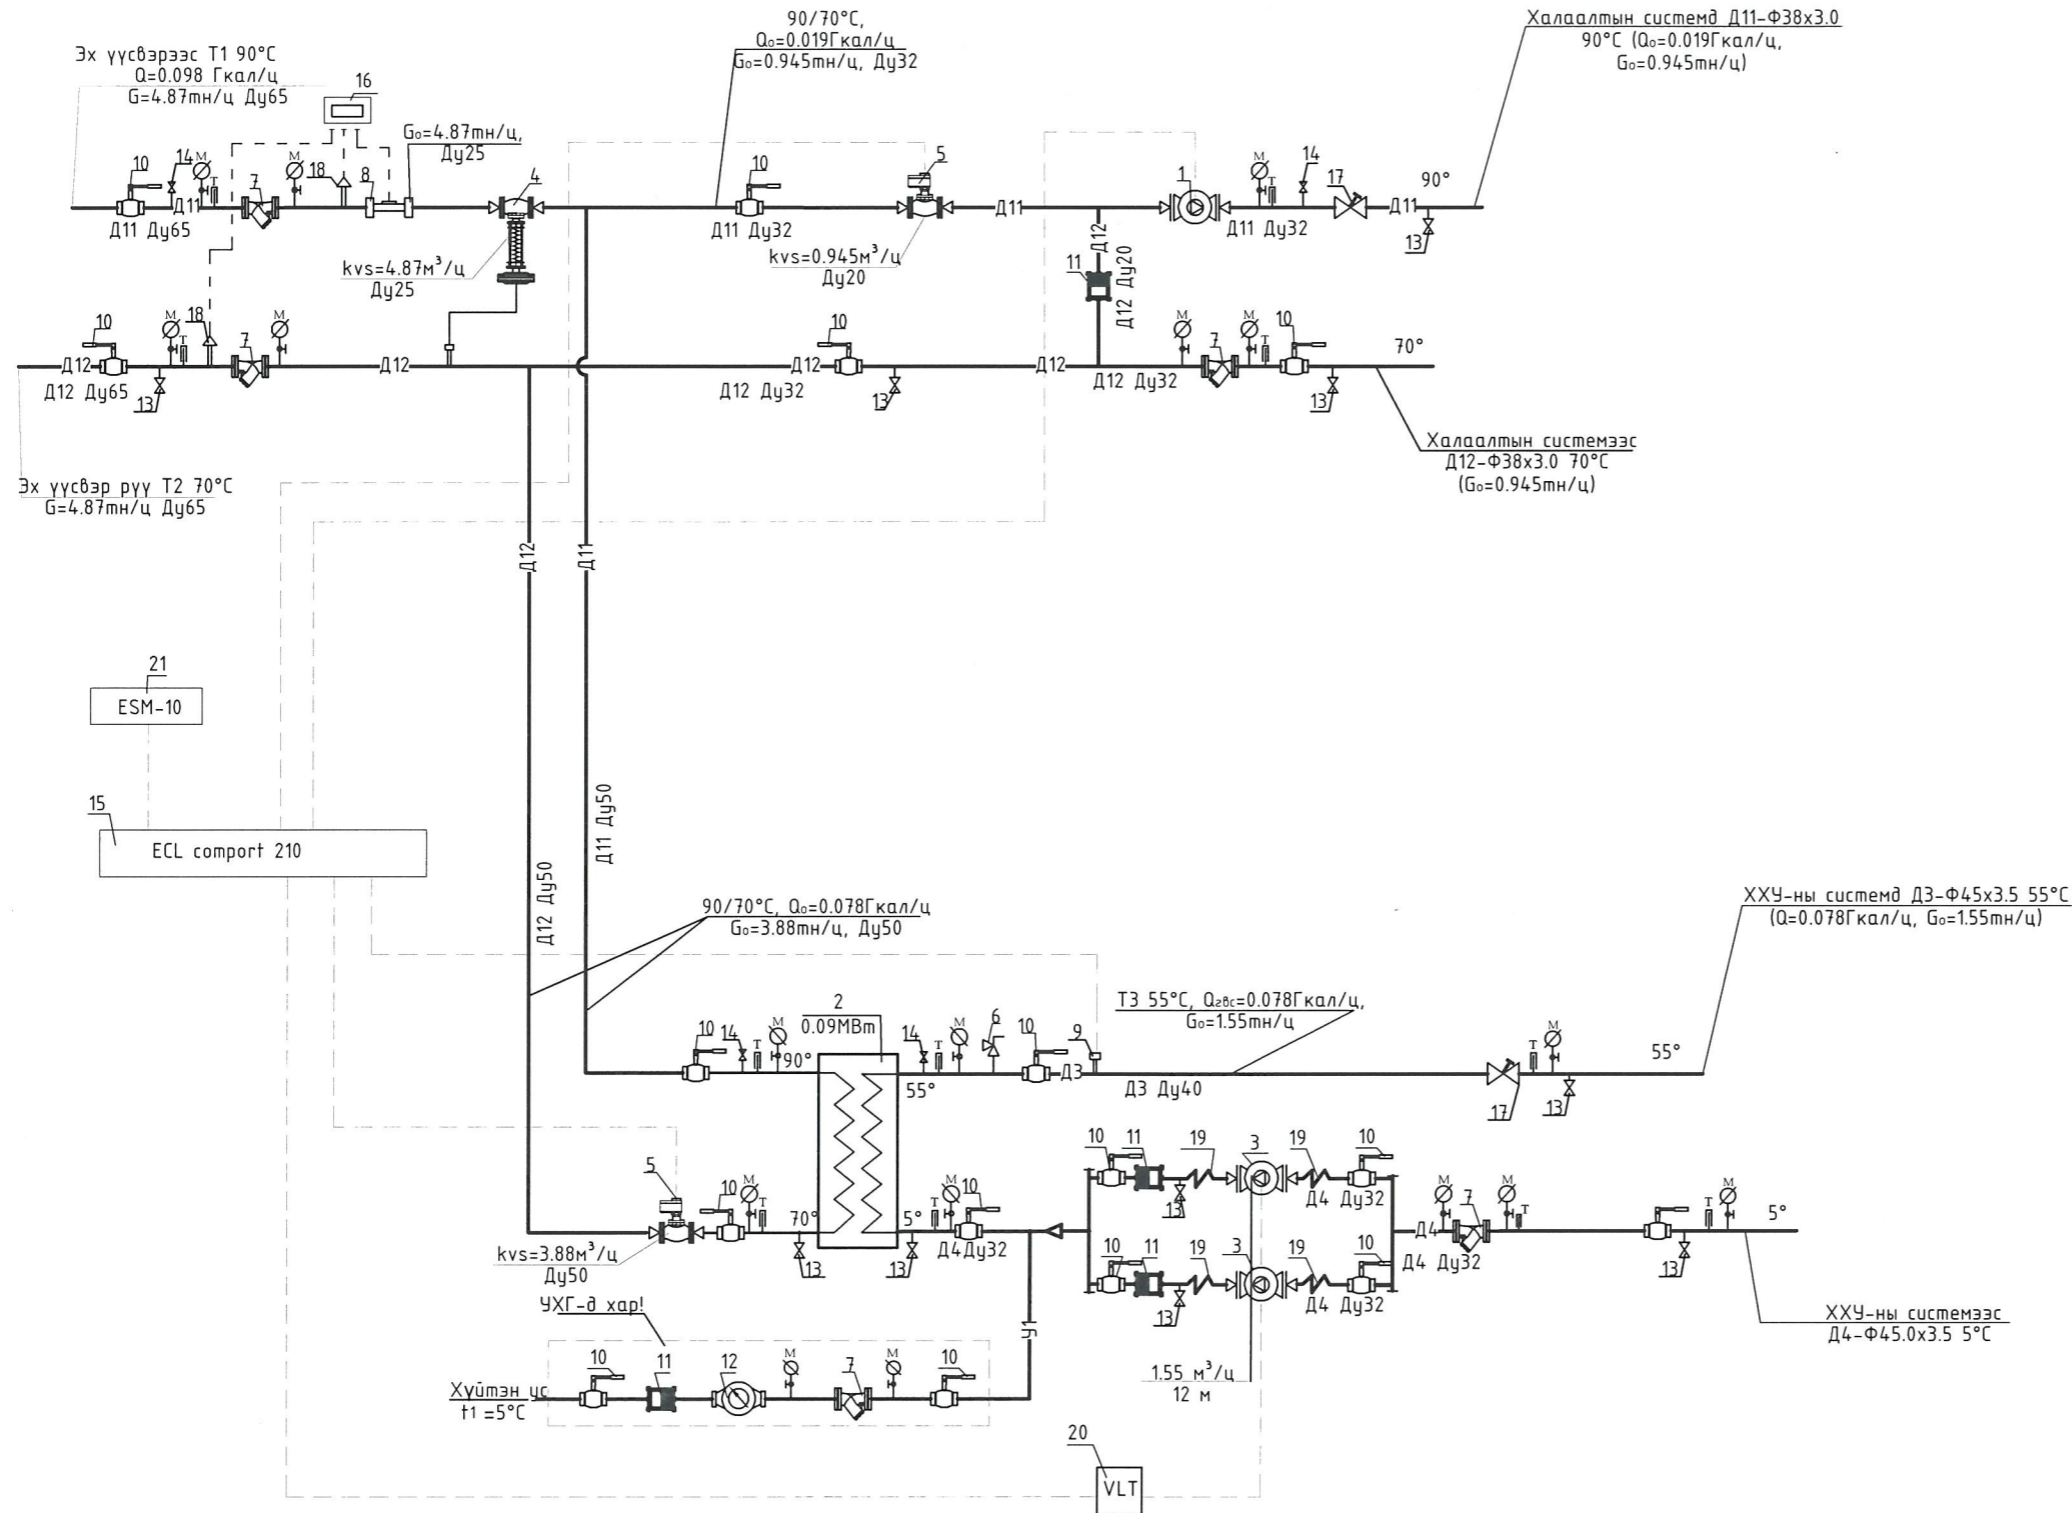 Эх үүсвэрээс Т1 90°С
Q=0.098 Гкал/ц
G=4.87тн/ц Ду65
16
G₀=4.87тн/ц,
Ду25
90/70°С,
Q₀=0.019Гкал/ц
G₀=0.945тн/ц, Ду32
Халаалтын системд Д11-Ф38х3.0
90°С (Q₀=0.019Гкал/ц,
G₀=0.945тн/ц)
10
14
М
Т
7
М
18
8
4
10
5
1
М
Т
14
17
90°
Д11
Д11
Д11
Д11 Ду65
Д11 Ду32
Д11 Ду32
13
kvs=4.87м³/ц
Ду25
kvs=0.945м³/ц
Ду20
Д12
11
Д12 Ду20
10
М
Т
18
7
М
10
М
7
М
Т
10
70°
Д12
Д12
Д12
Д12
Д12 Ду65
13
Д12 Ду32
13
Д12 Ду32
13
Халаалтын системээс
Д12-Ф38х3.0 70°С
(G₀=0.945тн/ц)
Эх үүсвэр рүү Т2 70°С
G=4.87тн/ц Ду65
Д12
Д11
21
ESM-10
15
ECL comport 210
Д11 Ду50
Д12 Ду50
90/70°С, Q₀=0.078Гкал/ц
G₀=3.88тн/ц, Ду50
ХХУ-ны системд Д3-Ф45х3.5 55°С
(Q=0.078Гкал/ц, G₀=1.55тн/ц)
2
0.09МВт
Т3 55°С, Qгвс=0.078Гкал/ц,
G₀=1.55тн/ц
10
14
Т
М
90°
14
Т
М
6
10
9
55°
Д3
Д3 Ду40
17
Т
М
13
55°
5
10
М
Т
70°
13
5°
13
Т
М
10
Д4Ду32
kvs=3.88м³/ц
Ду50
10
11
19
3
19
10
13
Д4 Ду32
10
11
19
3
19
10
13
Д4 Ду32
Д4
Д4 Ду32
М
7
М
Т
Т
М
13
5°
ХХУ-ны системээс
Д4-Ф45.0х3.5 5°С
УХГ-д хар!
10
11
12
М
7
М
10
У1
Хүйтэн ус
t1 =5°С
1.55 м³/ц
12 м
20
VLT